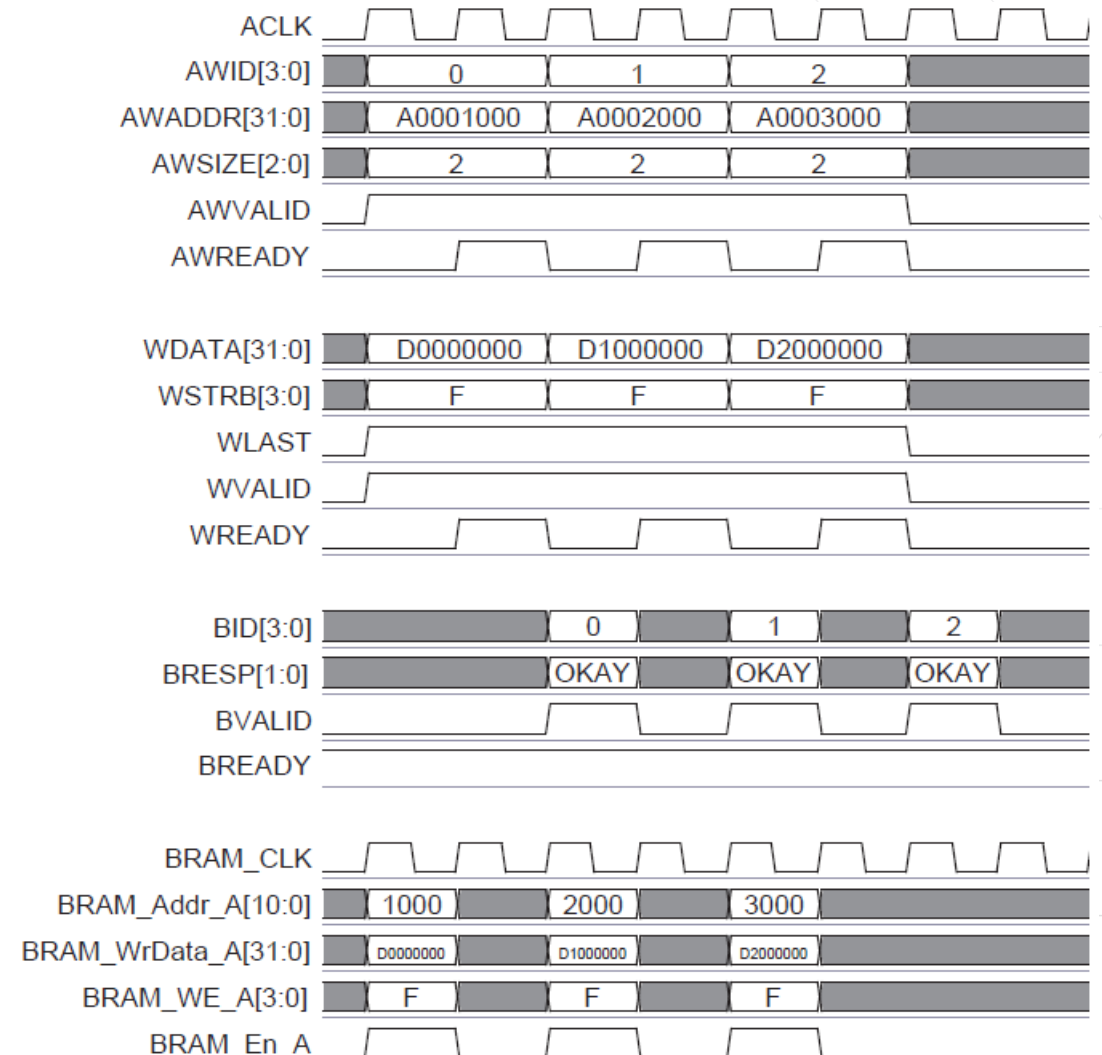 ACLK
AWID[3:0] 0 1 2
AWADDR[31:0] A0001000 A0002000 A0003000
AWSIZE[2:0] 2 2 2
AWVALID
AWREADY
WDATA[31:0] D0000000 D1000000 D2000000
WSTRB[3:0] F F F
WLAST
WVALID
WREADY
BID[3:0] 0 1 2
BRESP[1:0] OKAY OKAY OKAY
BVALID
BREADY
BRAM_CLK
BRAM_Addr_A[10:0] 1000 2000 3000
BRAM_WrData_A[31:0] D0000000 D1000000 D2000000
BRAM_WE_A[3:0] F F F
BRAM_En_A